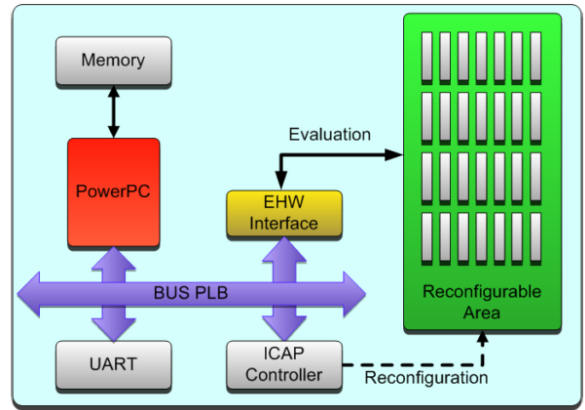 Memory
Evaluation
PowerPC
EHW
Interface
BUS PLB
Reconfigurable
Area
UART
ICAP
Controller
Reconfiguration